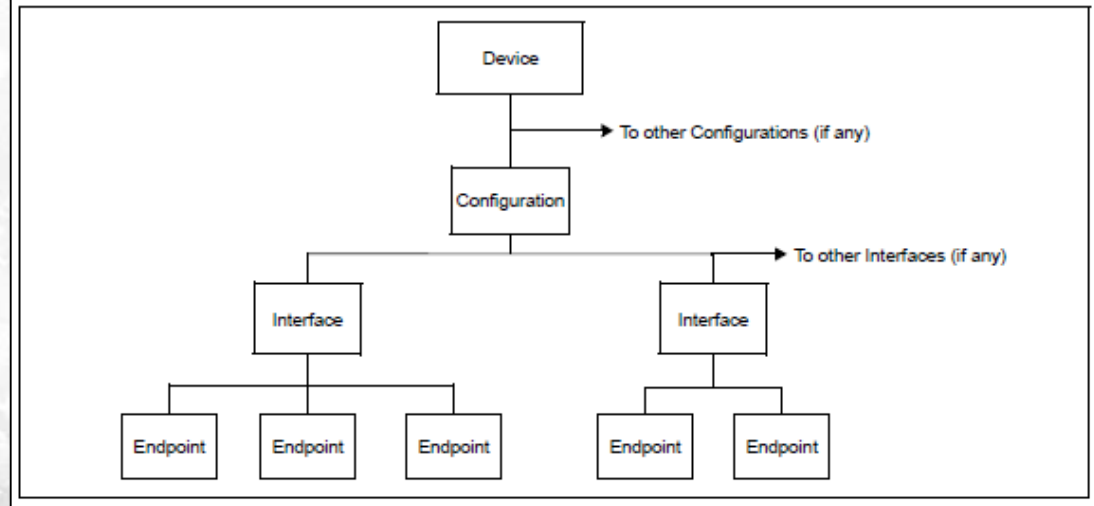 Device
To other Configurations (if any)
Configuration
To other Interfaces (if any)
Interface
Interface
Endpoint
Endpoint
Endpoint
Endpoint
Endpoint